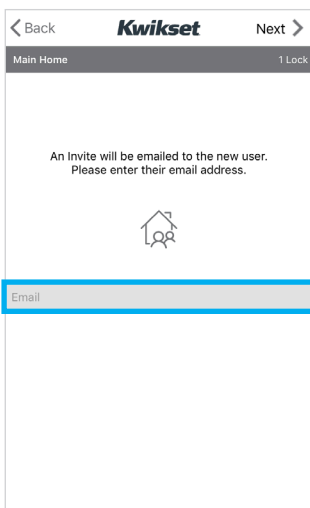 Back Kwikset Next
Main Home 1 Lock
An Invite will be emailed to the new user.
Please enter their email address.
Email